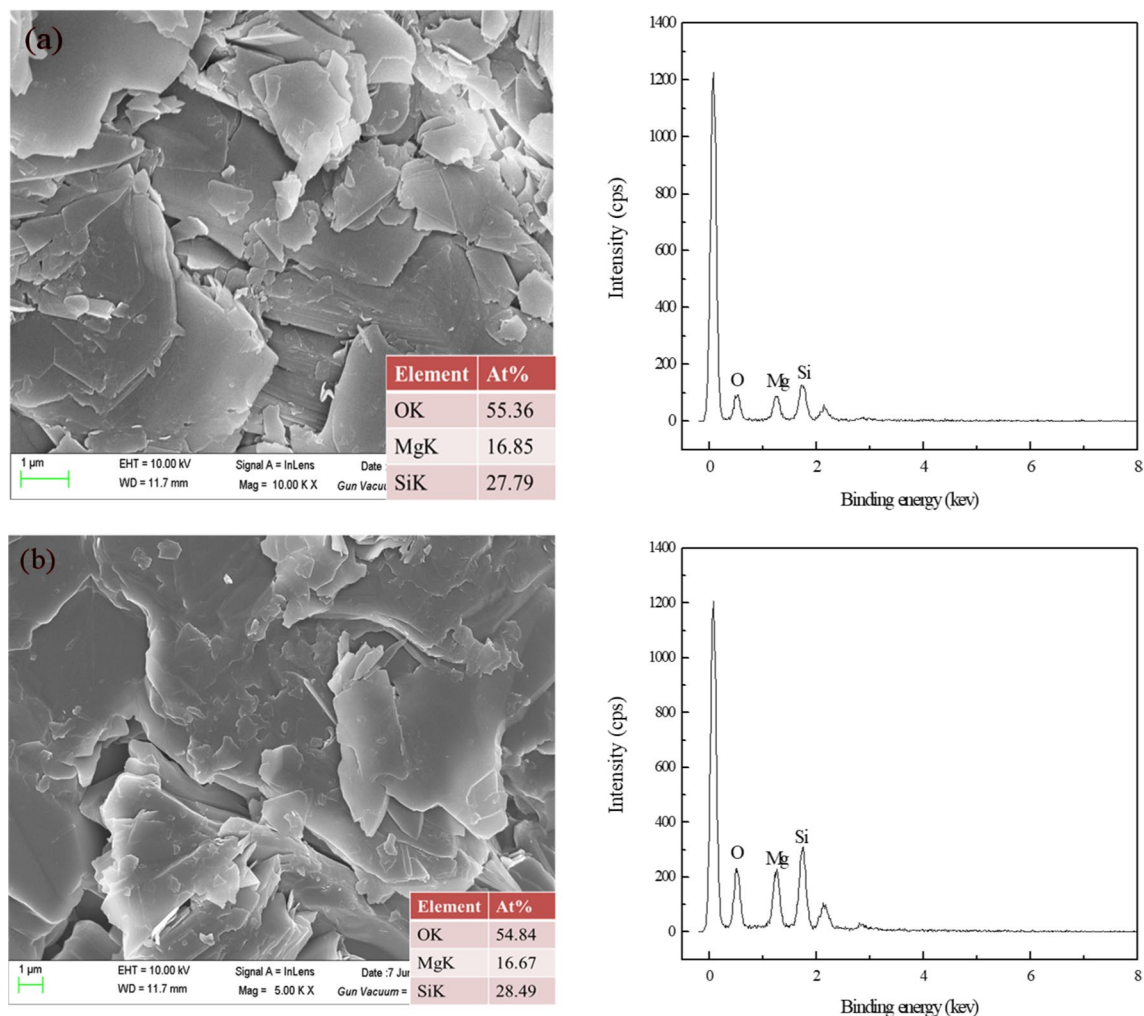 (a)
Element At%
OK 55.36
MgK 16.85
SiK 27.79
1 µm
EHT = 10.00 kV Signal A = InLens Date :
WD = 11.7 mm Mag = 10.00 K X Gun Vacuu
1400
1200
1000
800
600
400
200
0
Intensity (cps)
O Mg Si
0 2 4 6 8
Binding energy (kev)
(b)
Element At%
OK 54.84
MgK 16.67
SiK 28.49
1 µm
EHT = 10.00 kV Signal A = InLens Date :7 Jun
WD = 11.7 mm Mag = 5.00 K X Gun Vacuum =
1400
1200
1000
800
600
400
200
0
Intensity (cps)
O Mg Si
0 2 4 6 8
Binding energy (kev)